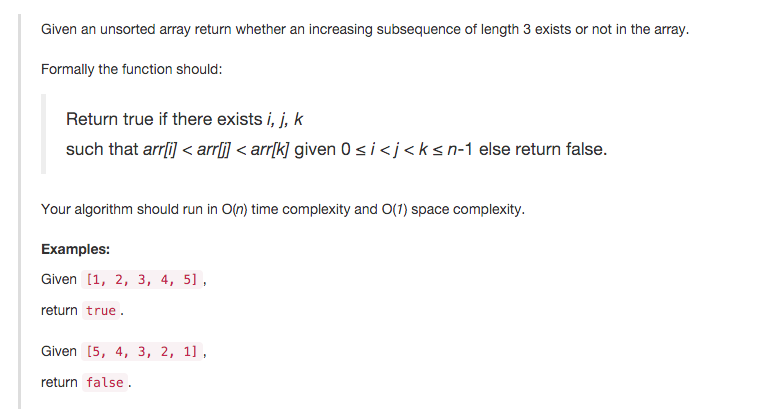 Given an unsorted array return whether an increasing subsequence of length 3 exists or not in the array.
Formally the function should:
Return true if there exists i, j, k
such that arr[i] < arr[j] < arr[k] given 0 ≤ i < j < k ≤ n-1 else return false.
Your algorithm should run in O(n) time complexity and O(1) space complexity.
Examples:
Given [1, 2, 3, 4, 5] ,
return true .
Given [5, 4, 3, 2, 1] ,
return false .